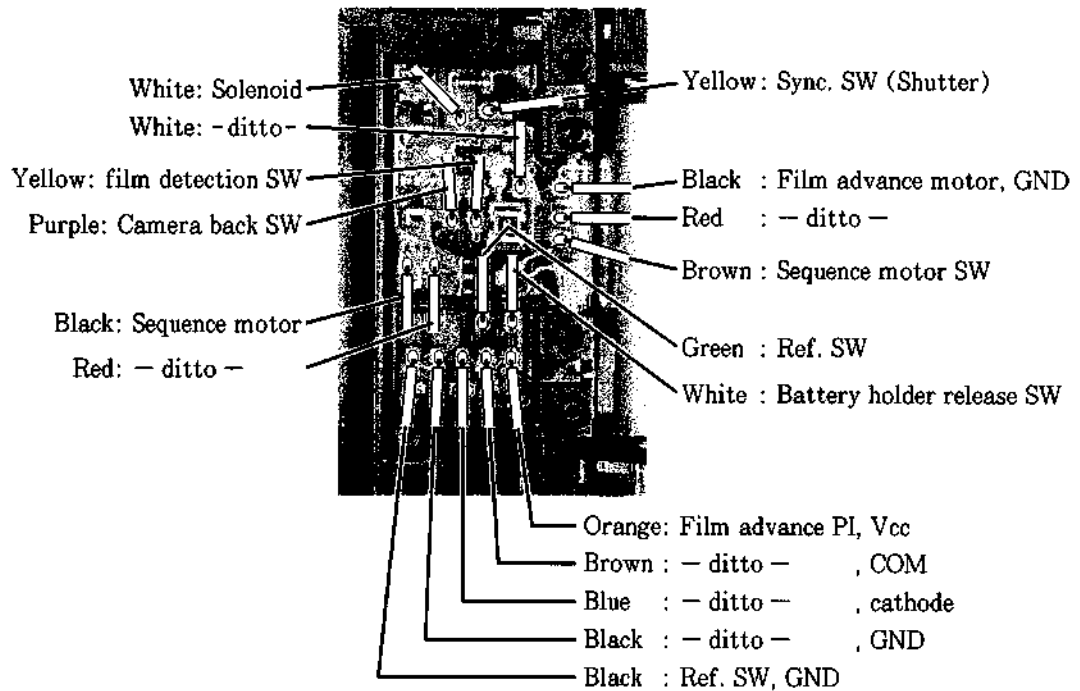 White: Solenoid
White: -ditto-
Yellow: film detection SW
Purple: Camera back SW
Black: Sequence motor
Red: - ditto -
Yellow: Sync. SW (Shutter)
Black : Film advance motor, GND
Red : - ditto -
Brown : Sequence motor SW
Green : Ref. SW
White : Battery holder release SW
Orange: Film advance PI, Vcc
Brown : - ditto - , COM
Blue : - ditto - , cathode
Black : - ditto - , GND
Black : Ref. SW, GND